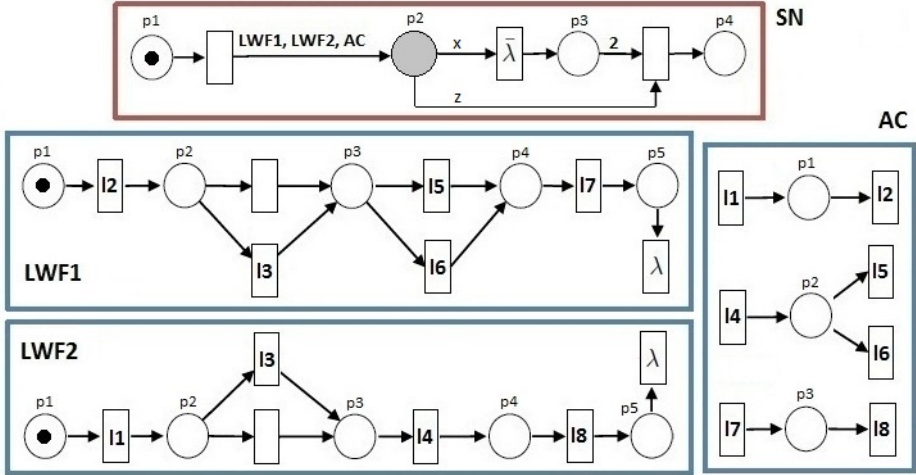 SN
p1
p2
p3
p4
LWF1, LWF2, AC
x
λ̄
2
z
p1
p2
p3
p4
p5
l2
l5
l7
l3
l6
λ
LWF1
LWF2
l3
λ
p1
p2
p3
p4
p5
l1
l4
l8
AC
p1
l1
l2
l5
p2
l4
l6
p3
l7
l8